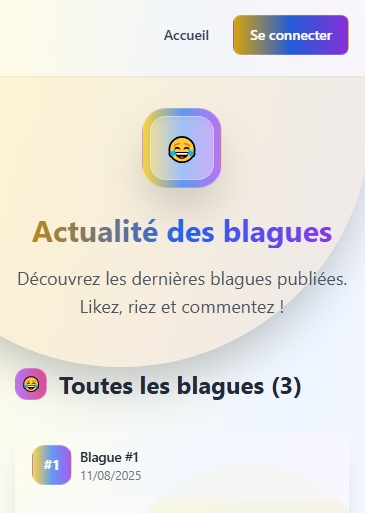 Accueil
Se connecter
Actualité des blagues
Découvrez les dernières blagues publiées.
Likez, riez et commentez !
Toutes les blagues (3)
#1
Blague #1
11/08/2025